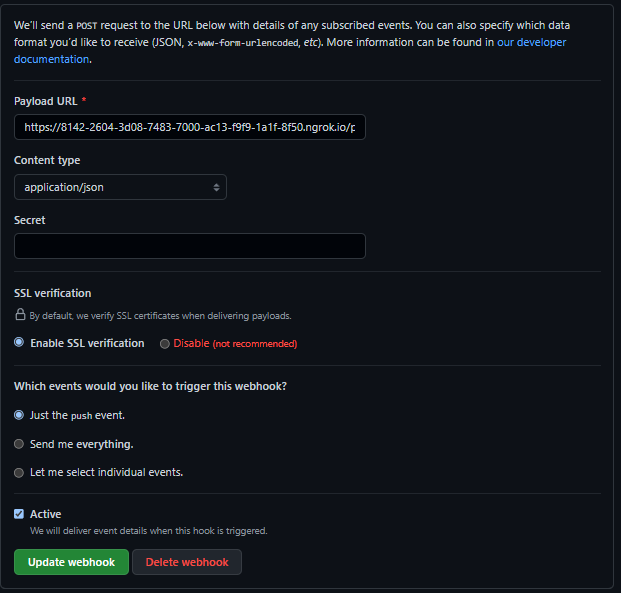 We'll send a POST request to the URL below with details of any subscribed events. You can also specify which data
format you'd like to receive (JSON, x-www-form-urlencoded, etc). More information can be found in our developer
documentation.
Payload URL *
https://8142-2604-3d08-7483-7000-ac13-f9f9-1a1f-8f50.ngrok.io/p
Content type
application/json
Secret
SSL verification
By default, we verify SSL certificates when delivering payloads.
Enable SSL verification Disable (not recommended)
Which events would you like to trigger this webhook?
Just the push event.
Send me everything.
Let me select individual events.
Active
We will deliver event details when this hook is triggered.
Update webhook Delete webhook